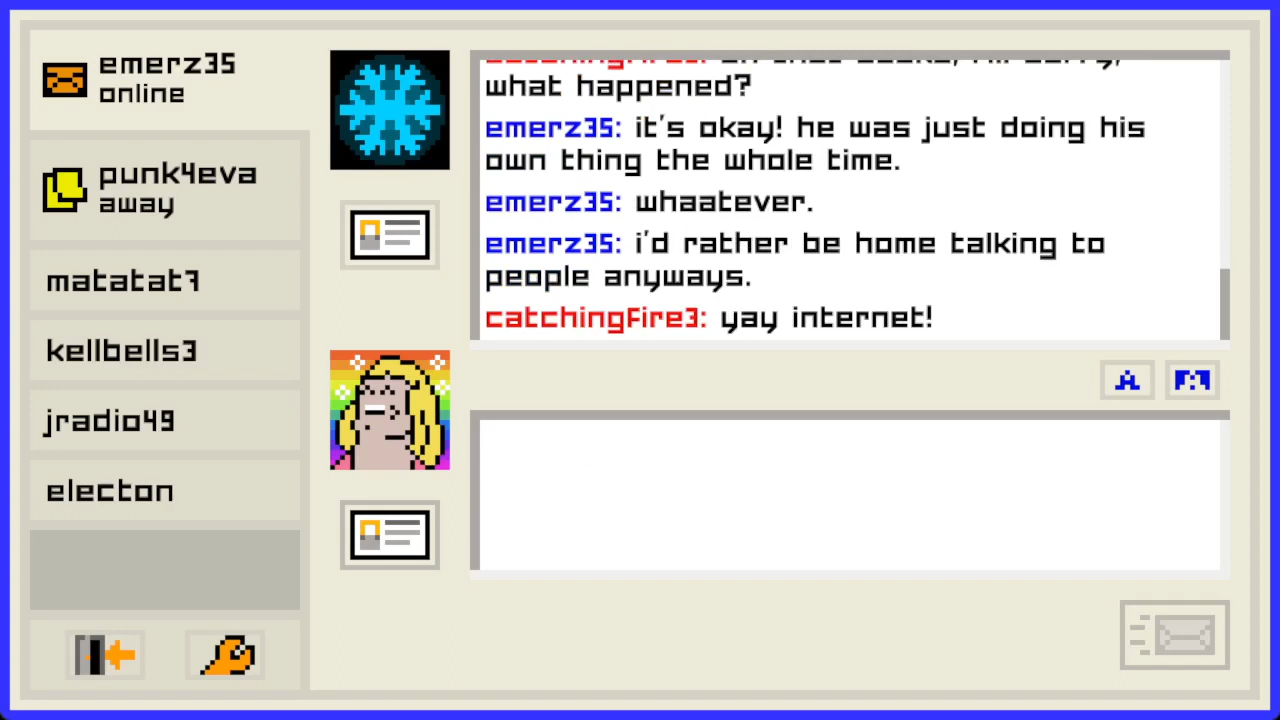 emerz35
online
punk4eva
away
matatat7
kellbells3
jradio49
electon
what happened?
emerz35: it's okay! he was just doing his
own thing the whole time.
emerz35: whaatever.
emerz35: i'd rather be home talking to
people anyways.
catchingFire3: yay internet!
A